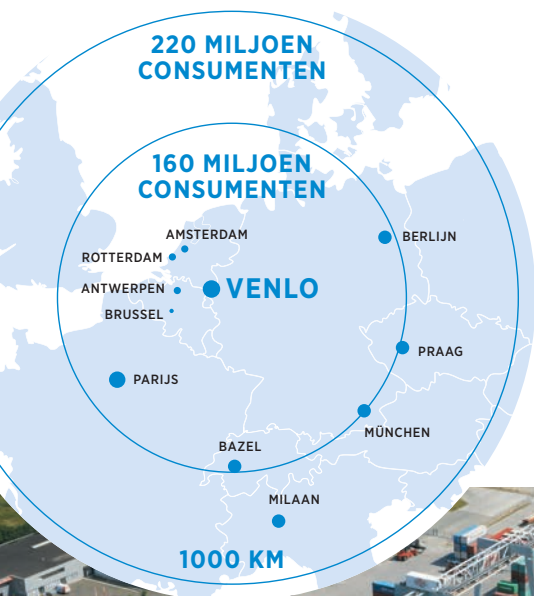 220 MILJOEN
CONSUMENTEN
160 MILJOEN
CONSUMENTEN
AMSTERDAM
BERLIJN
ROTTERDAM
ANTWERPEN
VENLO
BRUSSEL
PRAAG
PARIJS
MÜNCHEN
BAZEL
MILAAN
1000 KM